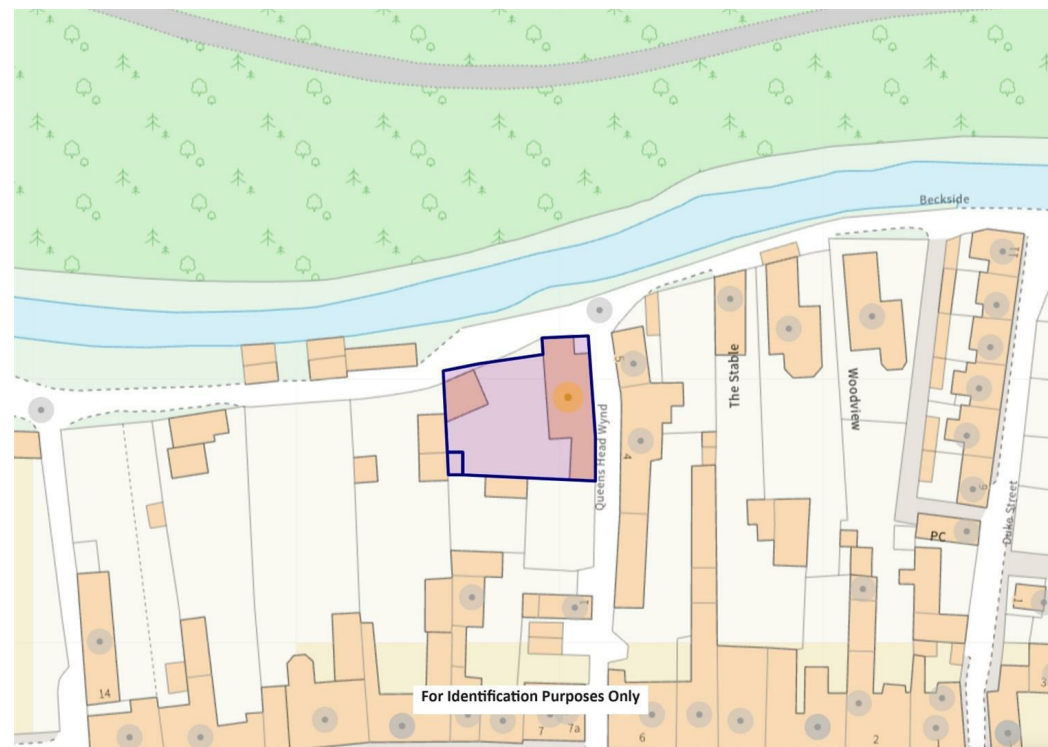 Beckside
11
5
The Stable
Woodview
Queens Head Wynd
4
9
Duke Street
PC
1
1
14
3
For Identification Purposes Only
7
7a
6
2